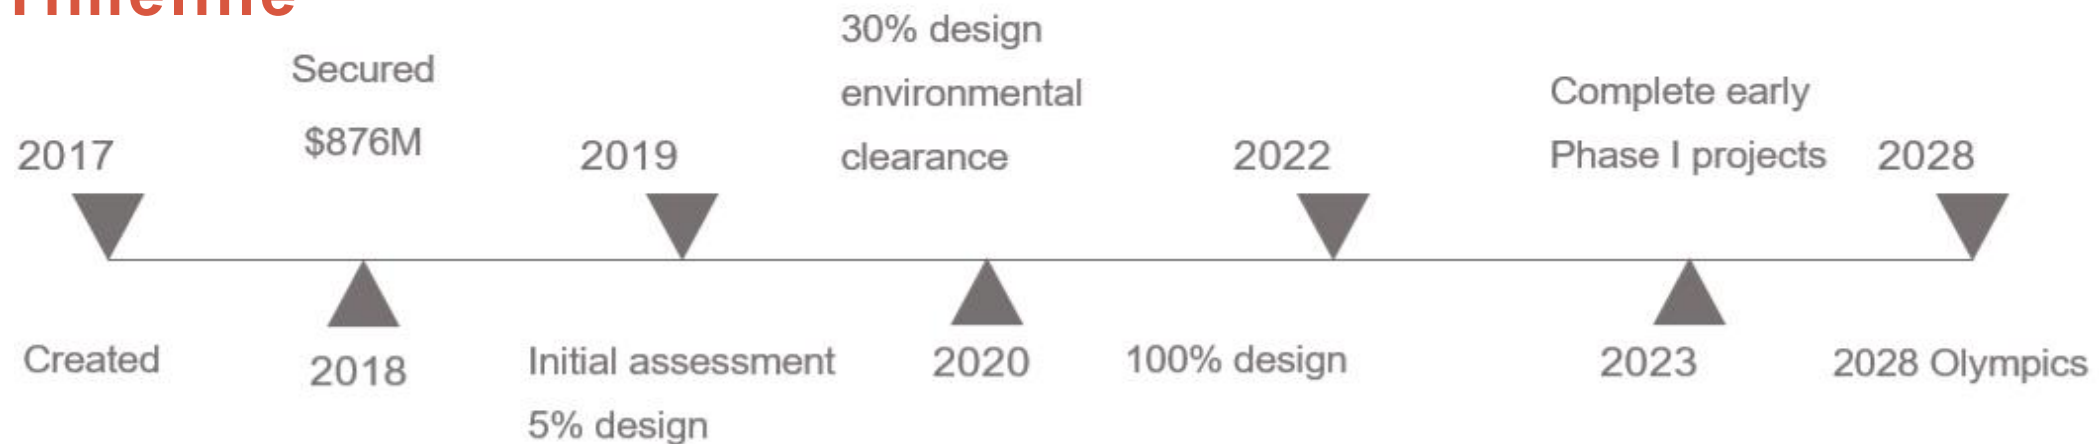 Timeline
2017
Secured
$876M
2019
30% design
environmental
clearance
2022
Complete early
Phase I projects
2028
Created
2018
Initial assessment
5% design
2020
100% design
2023
2028 Olympics